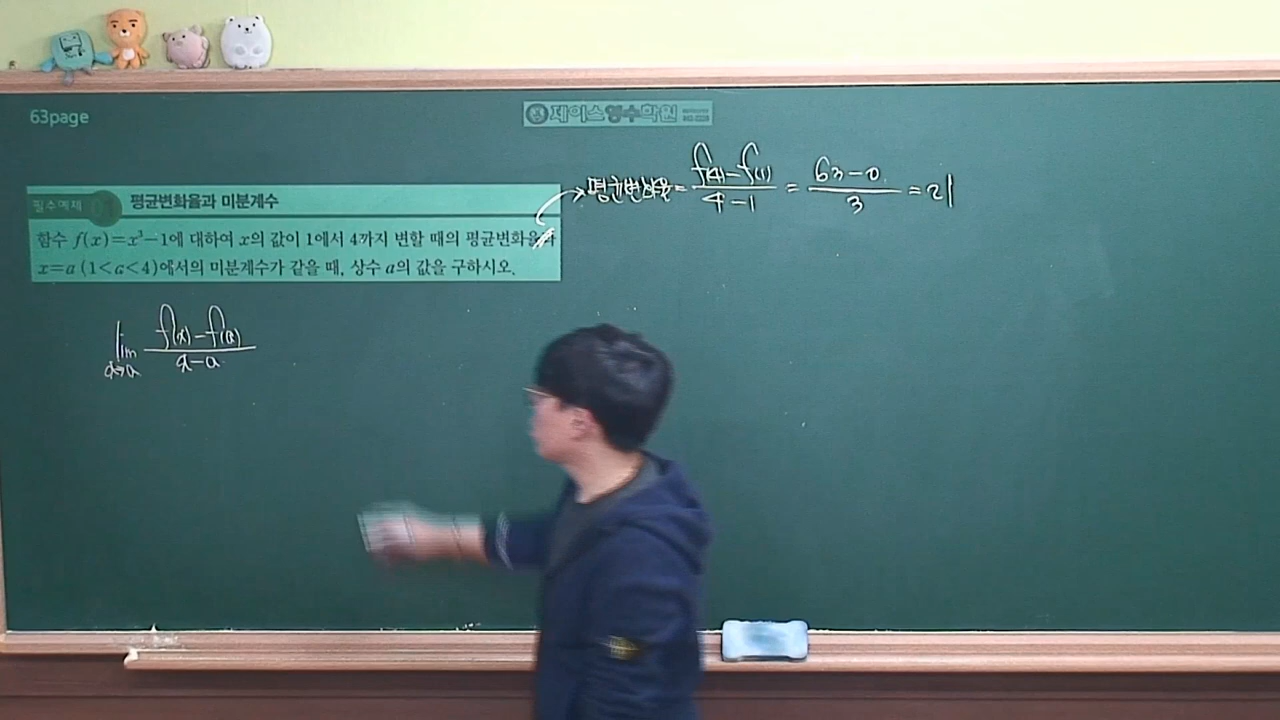 63page
제이스영수학원
필수예제
평균변화율과 미분계수
함수 f(x)=x³-1에 대하여 x의 값이 1에서 4까지 변할 때의 평균변화율과
x=a (1<a<4)에서의 미분계수가 같을 때, 상수 a의 값을 구하시오.
평균변화율 = \frac{f(4)-f(1)}{4-1} = \frac{63-0}{3} = 21
\lim_{x→a} \frac{f(x)-f(a)}{x-a}